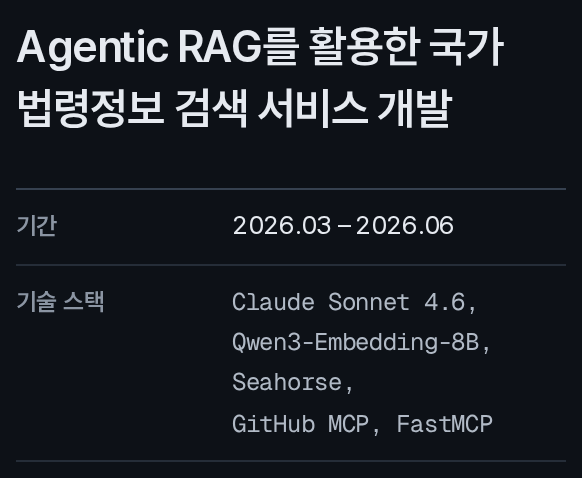 Agentic RAG를 활용한 국가
법령정보 검색 서비스 개발
기간 2026.03 – 2026.06
기술 스택 Claude Sonnet 4.6,
Qwen3-Embedding-8B,
Seahorse,
GitHub MCP, FastMCP